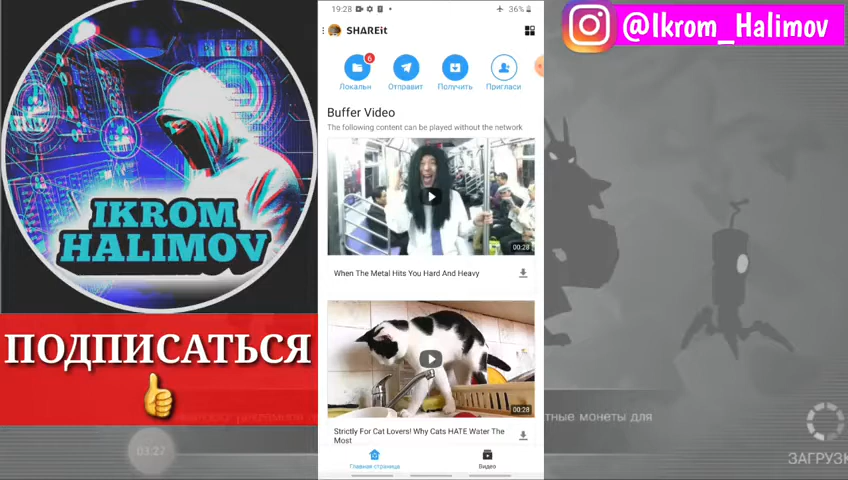 19:28
36%
@Ikrom_Halimov
SHAREit
6
Локальн
Отправит
Получить
Пригласи
Buffer Video
The following content can be played without the network
00:28
When The Metal Hits You Hard And Heavy
00:28
Strictly For Cat Lovers! Why Cats HATE Water The
Most
Главная страница
Видео
IKROM
HALIMOV
ПОДПИСАТЬСЯ
03:27
тные монеты для
ЗАГРУЗК